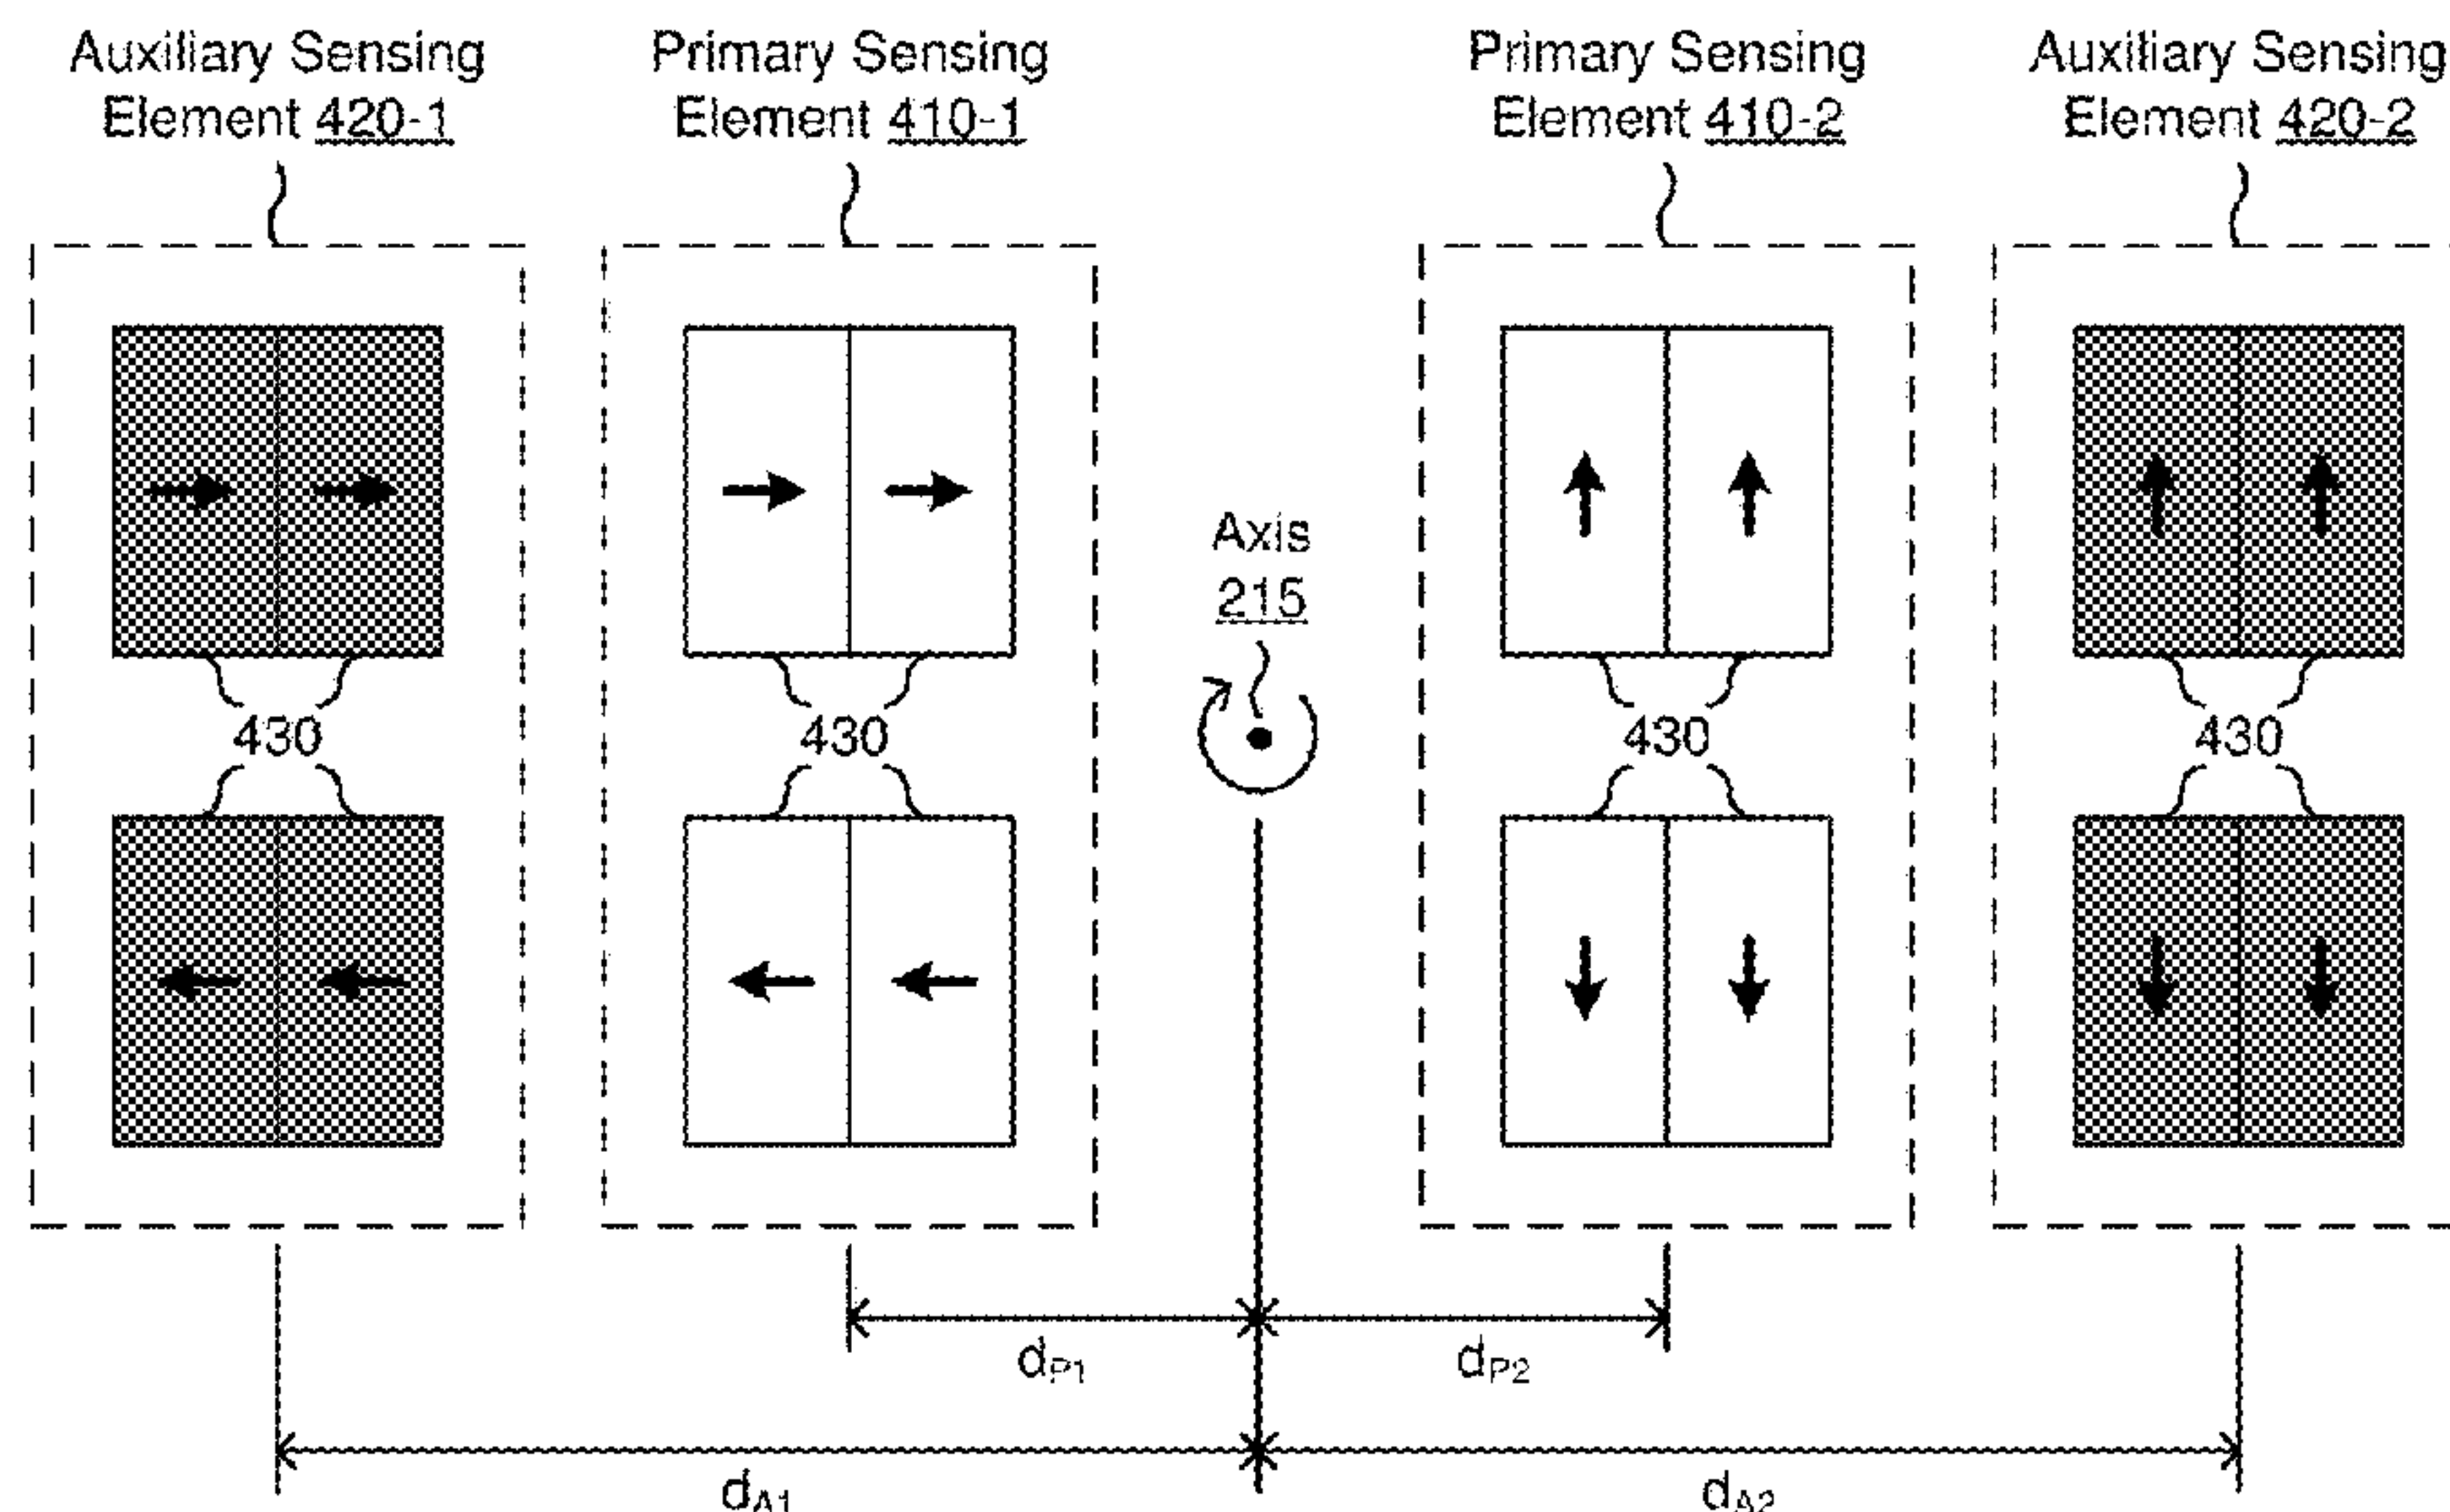 Auxiliary Sensing
Element 420-1
Primary Sensing
Element 410-1
Primary Sensing
Element 410-2
Auxiliary Sensing
Element 420-2
Axis
215
430
430
430
430
dP1
dP2
dA1
dA2